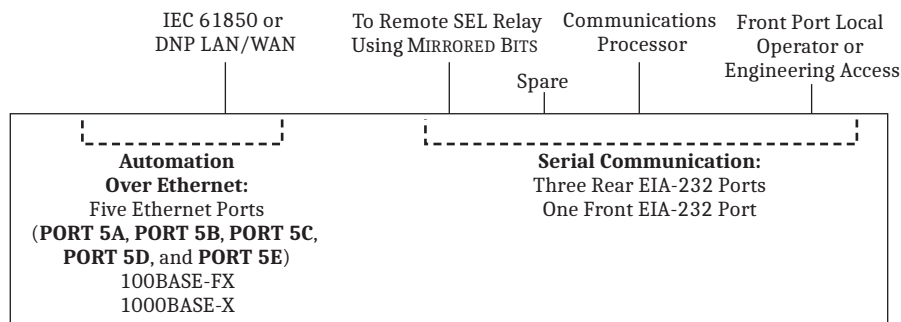 IEC 61850 or
DNP LAN/WAN
To Remote SEL Relay
Using MIRRORED BITS
Spare
Communications
Processor
Front Port Local
Operator or
Engineering Access
Automation
Over Ethernet:
Five Ethernet Ports
(PORT 5A, PORT 5B, PORT 5C,
PORT 5D, and PORT 5E)
100BASE-FX
1000BASE-X
Serial Communication:
Three Rear EIA-232 Ports
One Front EIA-232 Port